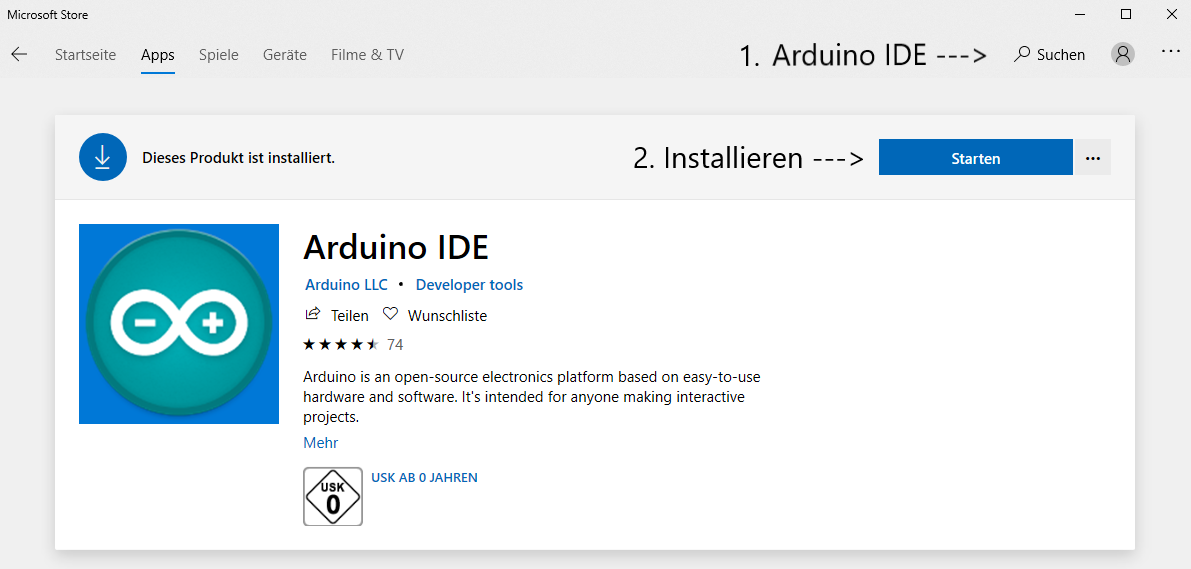 Microsoft Store
Startseite Apps Spiele Geräte Filme & TV 1. Arduino IDE ---> Suchen
Dieses Produkt ist installiert. 2. Installieren ---> Starten
Arduino IDE
Arduino LLC • Developer tools
Teilen Wunschliste
74
Arduino is an open-source electronics platform based on easy-to-use
hardware and software. It's intended for anyone making interactive
projects.
Mehr
USK AB 0 JAHREN
USK
0